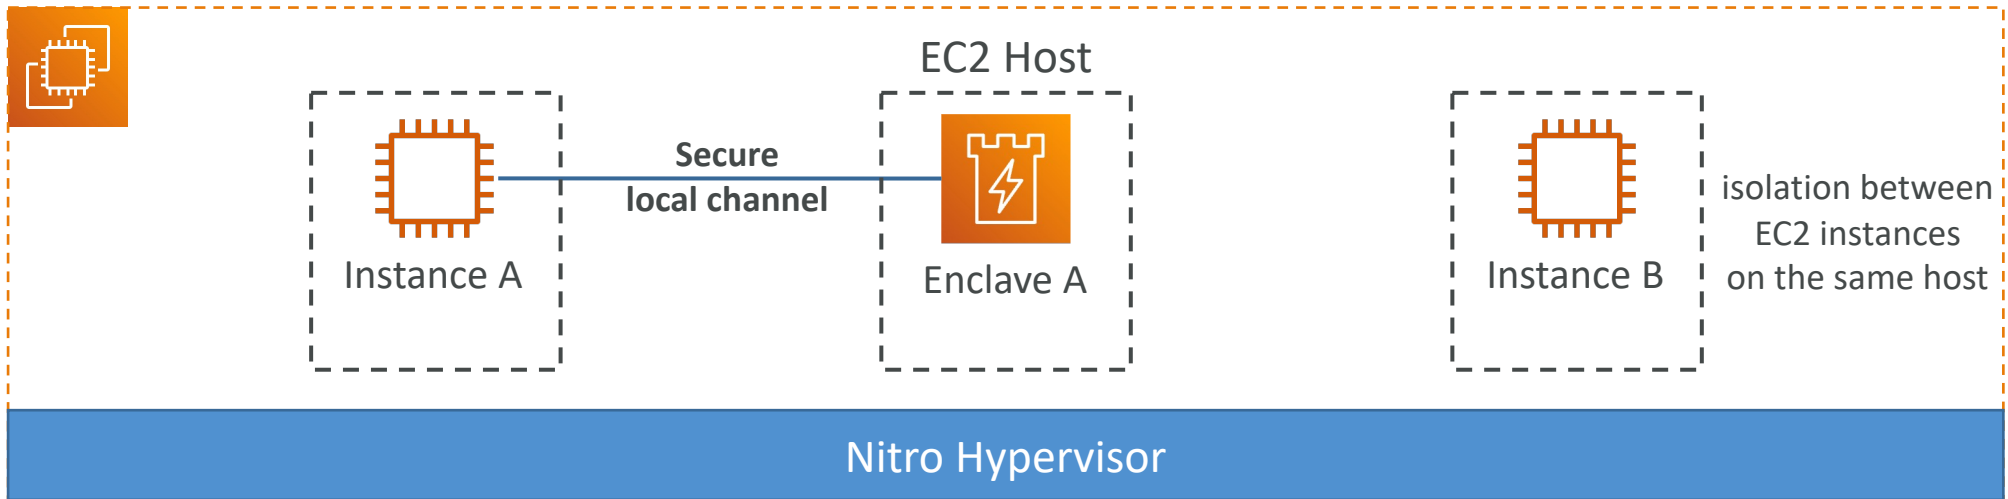 EC2 Host
Secure
local channel
Instance A
Enclave A
Instance B
isolation between
EC2 instances
on the same host
Nitro Hypervisor